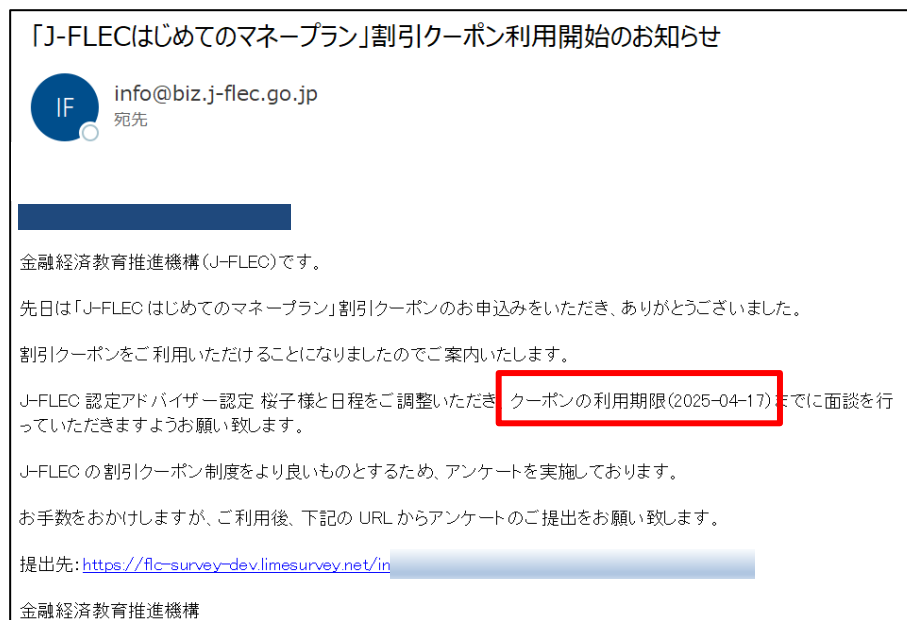 「J-FLECはじめてのマネープラン」割引クーポン利用開始のお知らせ
IF
info@biz.j-flec.go.jp
宛先
金融経済教育推進機構(J-FLEC)です。
先日は「J-FLEC はじめてのマネープラン」割引クーポンのお申込みをいただき、ありがとうございました。
割引クーポンをご利用いただけることになりましたのでご案内いたします。
J-FLEC 認定アドバイザー認定 桜子様と日程をご調整いただき クーポンの利用期限(2025-04-17)までに面談を行
っていただきますようお願い致します。
J-FLEC の割引クーポン制度をより良いものとするため、アンケートを実施しております。
お手数をおかけしますが、ご利用後、下記の URL からアンケートのご提出をお願い致します。
提出先：https://flc-survey-dev.limesurvey.net/in
金融経済教育推進機構